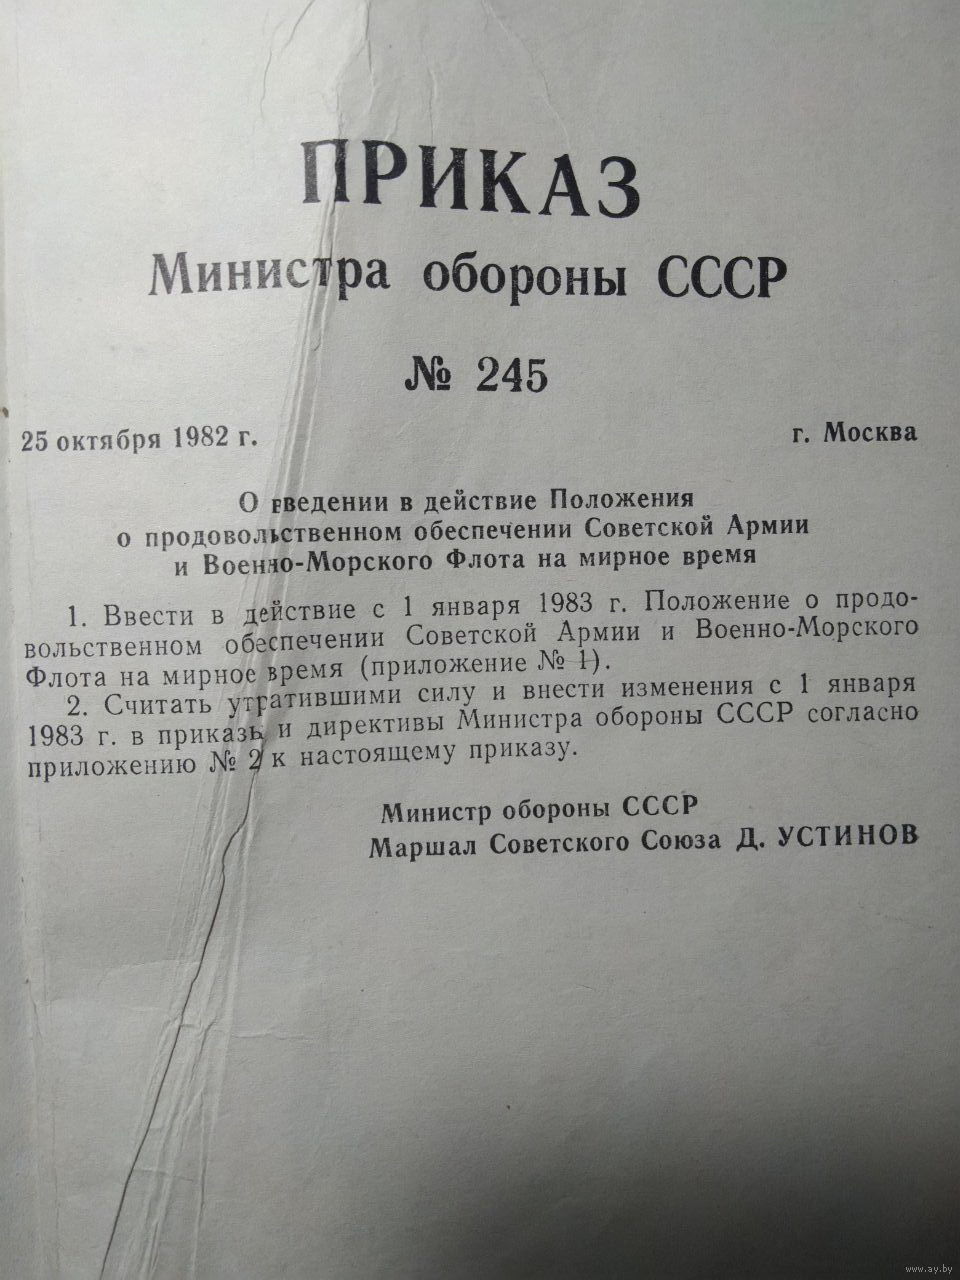 ПРИКАЗ
Министра обороны СССР
№ 245
25 октября 1982 г. г. Москва
О введении в действие Положения
о продовольственном обеспечении Советской Армии
и Военно-Морского Флота на мирное время
1. Ввести в действие с 1 января 1983 г. Положение о продо-
вольственном обеспечении Советской Армии и Военно-Морского
Флота на мирное время (приложение № 1).
2. Считать утратившими силу и внести изменения с 1 января
1983 г. в приказы и директивы Министра обороны СССР согласно
приложению № 2 к настоящему приказу.
Министр обороны СССР
Маршал Советского Союза Д. УСТИНОВ
www.ay.by